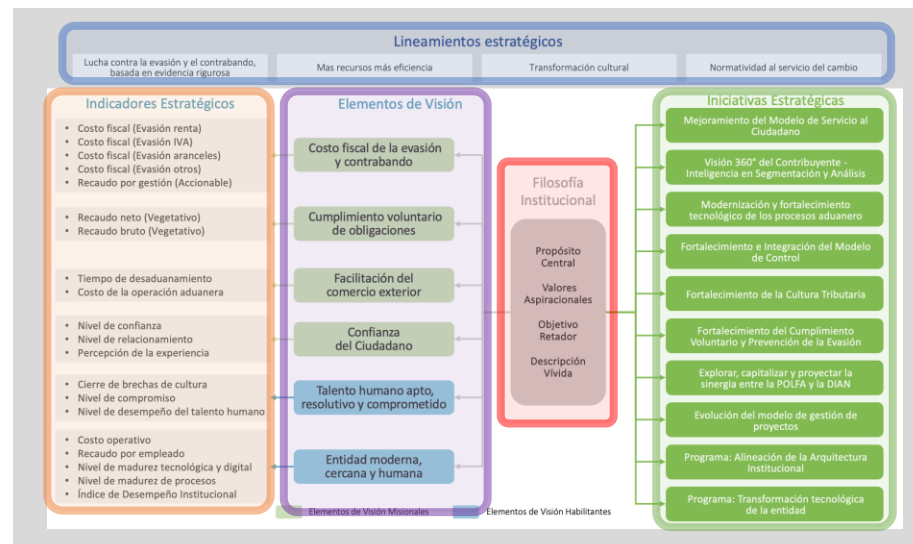 Lineamientos estratégicos
Lucha contra la evasión y el contrabando,
basada en evidencia rigurosa
Mas recursos más eficiencia
Transformación cultural
Normatividad al servicio del cambio
Indicadores Estratégicos
• Costo fiscal (Evasión renta)
• Costo fiscal (Evasión IVA)
• Costo fiscal (Evasión aranceles)
• Costo fiscal (Evasión otros)
• Recaudo por gestión (Accionable)
• Recaudo neto (Vegetativo)
• Recaudo bruto (Vegetativo)
• Tiempo de desaduanamiento
• Costo de la operación aduanera
• Nivel de confianza
• Nivel de relacionamiento
• Percepción de la experiencia
• Cierre de brechas de cultura
• Nivel de compromiso
• Nivel de desempeño del talento humano
• Costo operativo
• Recaudo por empleado
• Nivel de madurez tecnológica y digital
• Nivel de madurez de procesos
• Índice de Desempeño Institucional
Elementos de Visión
Costo fiscal de la evasión
y contrabando
Cumplimiento voluntario
de obligaciones
Facilitación del
comercio exterior
Confianza
del Ciudadano
Talento humano apto,
resolutivo y comprometido
Entidad moderna,
cercana y humana
Elementos de Visión Misionales
Elementos de Visión Habilitantes
Filosofía
Institucional
Propósito
Central
Valores
Aspiracionales
Objetivo
Retador
Descripción
Vívida
Iniciativas Estratégicas
Mejoramiento del Modelo de Servicio al
Ciudadano
Visión 360° del Contribuyente -
Inteligencia en Segmentación y Análisis
Modernización y fortalecimiento
tecnológico de los procesos aduanero
Fortalecimiento e Integración del Modelo
de Control
Fortalecimiento de la Cultura Tributaria
Fortalecimiento del Cumplimiento
Voluntario y Prevención de la Evasión
Explorar, capitalizar y proyectar la
sinergia entre la POLFA y la DIAN
Evolución del modelo de gestión de
proyectos
Programa: Alineación de la Arquitectura
Institucional
Programa: Transformación tecnológica
de la entidad